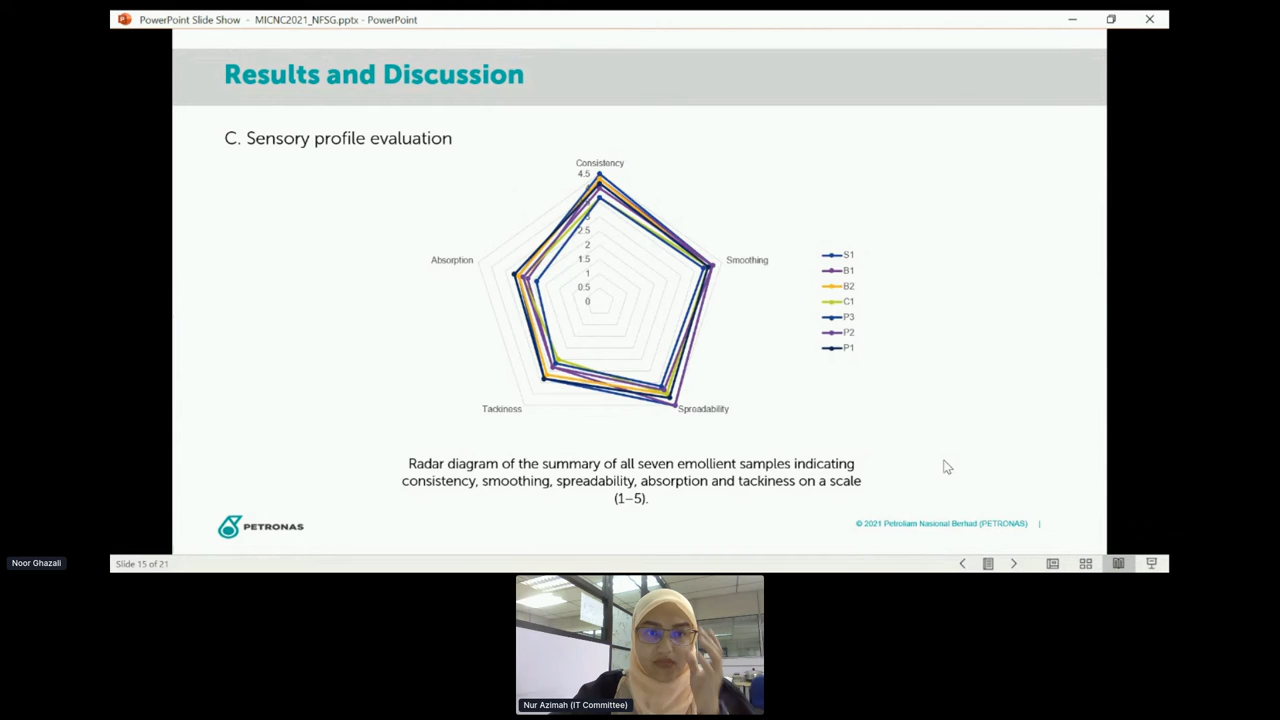 PowerPoint Slide Show - MICNC2021_NFSG.pptx - PowerPoint
Results and Discussion
C. Sensory profile evaluation
Consistency
4.5
3
2.5
2
1.5
1
0.5
0
Absorption
Smoothing
Tackiness
Spreadability
S1
B1
B2
C1
P3
P2
P1
Radar diagram of the summary of all seven emollient samples indicating
consistency, smoothing, spreadability, absorption and tackiness on a scale
(1–5).
PETRONAS
© 2021 Petroliam Nasional Berhad (PETRONAS) |
Noor Ghazali
Slide 15 of 21
Nur Azimah (IT Committee)